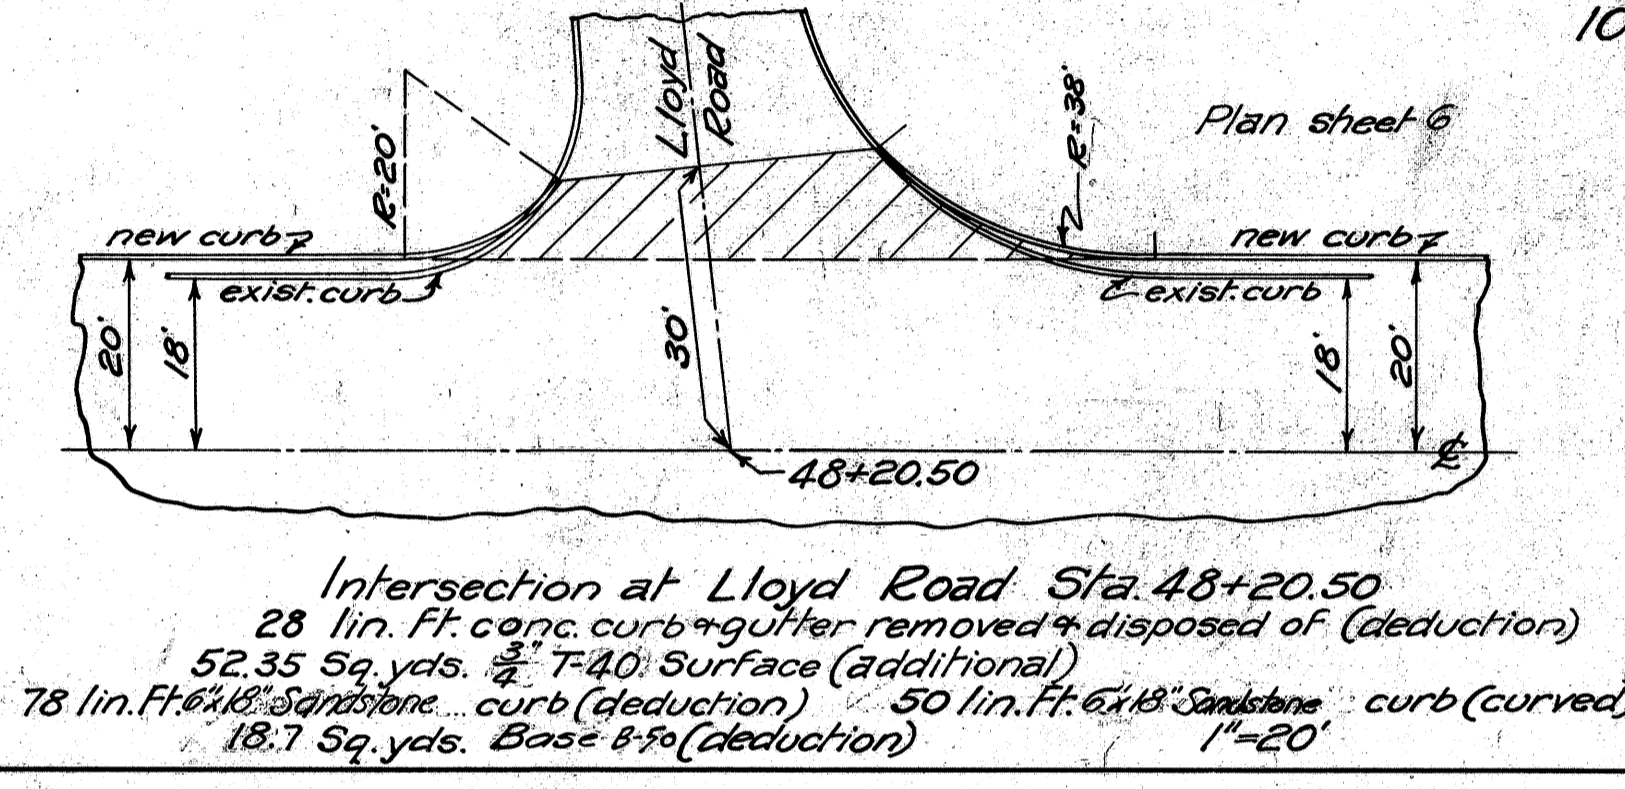 10
Lloyd
Road
Plan sheet 6
R=20'
R=38'
new curb
new curb
exist. curb
exist. curb
20'
18'
30'
18'
20'
℄
48+20.50
Intersection at Lloyd Road Sta. 48+20.50
28 lin. ft. conc. curb & gutter removed & disposed of (deduction)
52.35 Sq. yds. 3/4" T-40 Surface (additional)
78 lin. ft. 6"x18" Sandstone curb (deduction) 50 lin. ft. 6"x18" Sandstone curb (curved)
18.7 Sq. yds. Base B-50 (deduction) 1"=20'